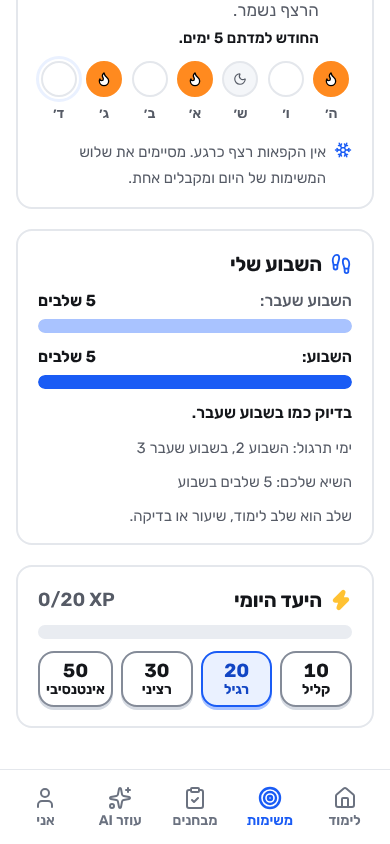 הרצף נשמר.
החודש למדתם 5 ימים.
ה׳ ו׳ ש׳ א׳ ב׳ ג׳ ד׳
אין הקפאות רצף כרגע. מסיימים את שלוש
המשימות של היום ומקבלים אחת.
השבוע שלי
השבוע שעבר: 5 שלבים
השבוע: 5 שלבים
בדיוק כמו בשבוע שעבר.
ימי תרגול: השבוע 2, בשבוע שעבר 3
השיא שלכם: 5 שלבים בשבוע
שלב הוא שלב לימוד, שיעור או בדיקה.
היעד היומי 0/20 XP
10 20 30 50
קליל רגיל רציני אינטנסיבי
לימוד משימות מבחנים עוזר AI אני